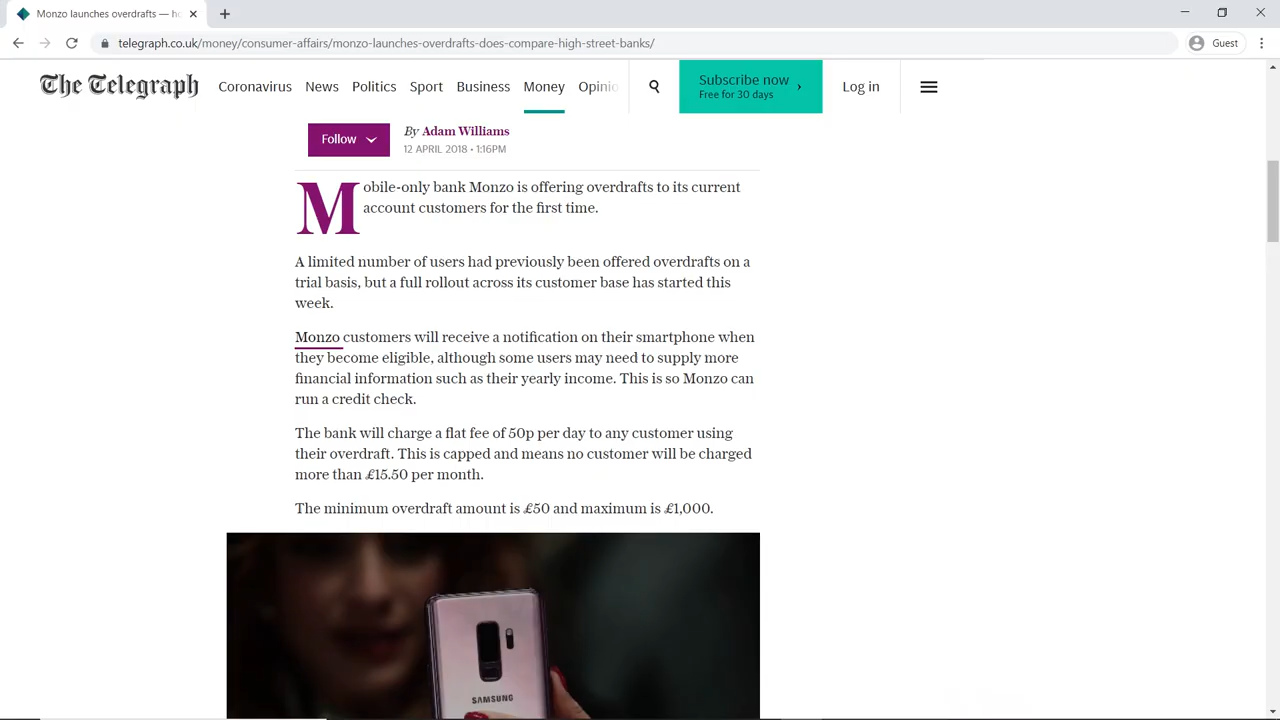 Monzo launches overdrafts — h
telegraph.co.uk/money/consumer-affairs/monzo-launches-overdrafts-does-compare-high-street-banks/
Guest
The Telegraph
Coronavirus News Politics Sport Business Money Opinio
Subscribe now
Free for 30 days
Log in
Follow
By Adam Williams
12 APRIL 2018 • 1:16PM
Mobile-only bank Monzo is offering overdrafts to its current
account customers for the first time.
A limited number of users had previously been offered overdrafts on a
trial basis, but a full rollout across its customer base has started this
week.
Monzo customers will receive a notification on their smartphone when
they become eligible, although some users may need to supply more
financial information such as their yearly income. This is so Monzo can
run a credit check.
The bank will charge a flat fee of 50p per day to any customer using
their overdraft. This is capped and means no customer will be charged
more than £15.50 per month.
The minimum overdraft amount is £50 and maximum is £1,000.
SAMSUNG